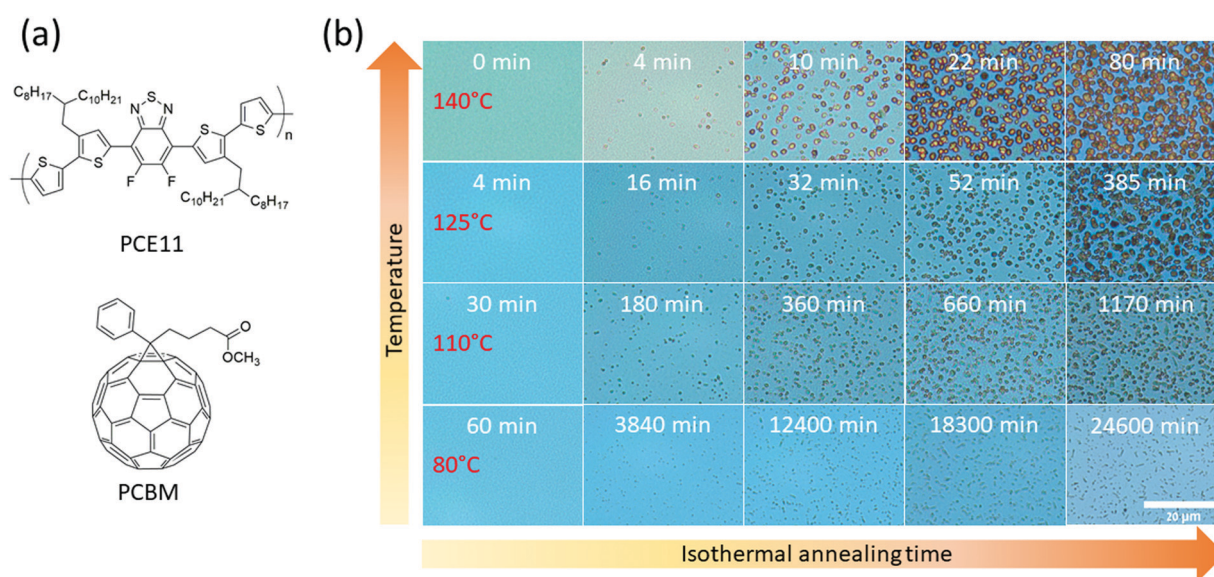 (a)
C8H17
C10H21
N
S
N
S
S
S
S
n
F
F
C10H21
C8H17
PCE11
O
OCH3
PCBM
(b)
Temperature
0 min
4 min
10 min
22 min
80 min
140°C
4 min
16 min
32 min
52 min
385 min
125°C
30 min
180 min
360 min
660 min
1170 min
110°C
60 min
3840 min
12400 min
18300 min
24600 min
80°C
20 µm
Isothermal annealing time